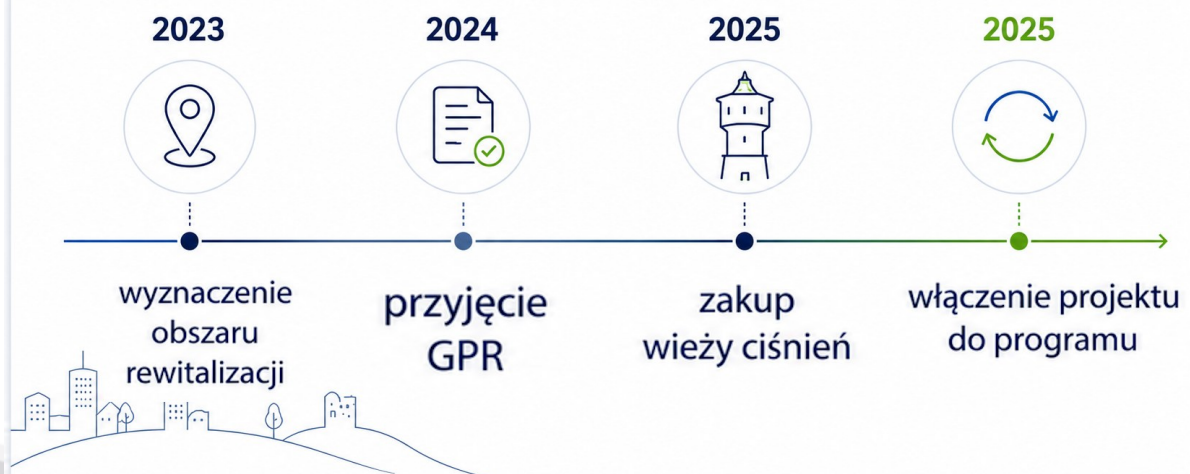 2023
wyznaczenie
obszaru
rewitalizacji
2024
przyjęcie
GPR
2025
zakup
wieży ciśnień
2025
włączenie projektu
do programu